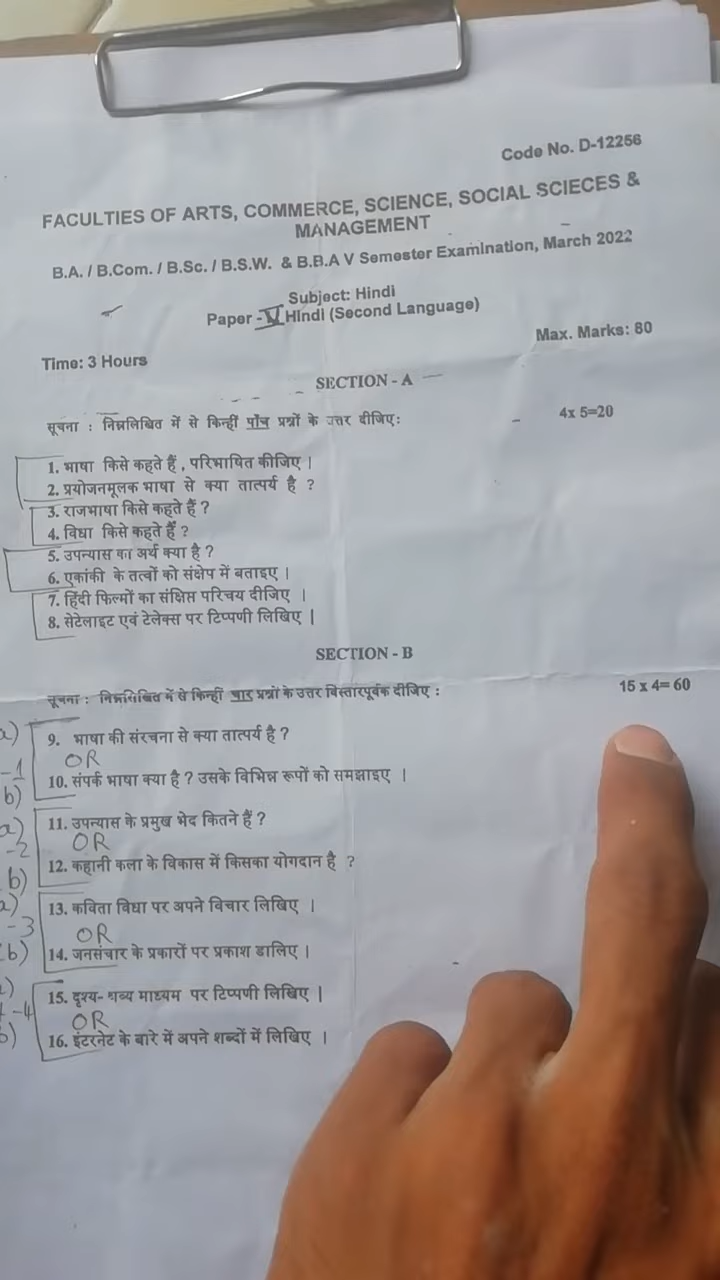 Code No. D-12256
FACULTIES OF ARTS, COMMERCE, SCIENCE, SOCIAL SCIECES &
MANAGEMENT
B.A. / B.Com. / B.Sc. / B.S.W. & B.B.A V Semester Examination, March 2022
Subject: Hindi
Paper -V Hindi (Second Language)
Max. Marks: 80
Time: 3 Hours
SECTION - A
सूचना : निम्नलिखित में से किन्हीं पाँच प्रश्नों के उत्तर दीजिए: 4x 5=20
1. भाषा किसे कहते हैं , परिभाषित कीजिए |
2. प्रयोजनमूलक भाषा से क्या तात्पर्य है ?
3. राजभाषा किसे कहते हैं ?
4. विधा किसे कहते हैं ?
5. उपन्यास का अर्थ क्या है ?
6. एकांकी के तत्वों को संक्षेप में बताइए |
7. हिंदी फिल्मों का संक्षिप्त परिचय दीजिए |
8. सेटेलाइट एवं टेलेक्स पर टिप्पणी लिखिए |
SECTION - B
सूचना : निम्नलिखित में से किन्हीं चार प्रश्नों के उत्तर विस्तारपूर्वक दीजिए : 15 x 4= 60
a) 9. भाषा की संरचना से क्या तात्पर्य है ?
-1 OR
b) 10. संपर्क भाषा क्या है ? उसके विभिन्न रूपों को समझाइए |
a) 11. उपन्यास के प्रमुख भेद कितने हैं ?
-2 OR
b) 12. कहानी कला के विकास में किसका योगदान है ?
a) 13. कविता विधा पर अपने विचार लिखिए |
-3 OR
b) 14. जनसंचार के प्रकारों पर प्रकाश डालिए |
15. दृश्य- श्रव्य माध्यम पर टिप्पणी लिखिए |
-4 OR
b) 16. इंटरनेट के बारे में अपने शब्दों में लिखिए |